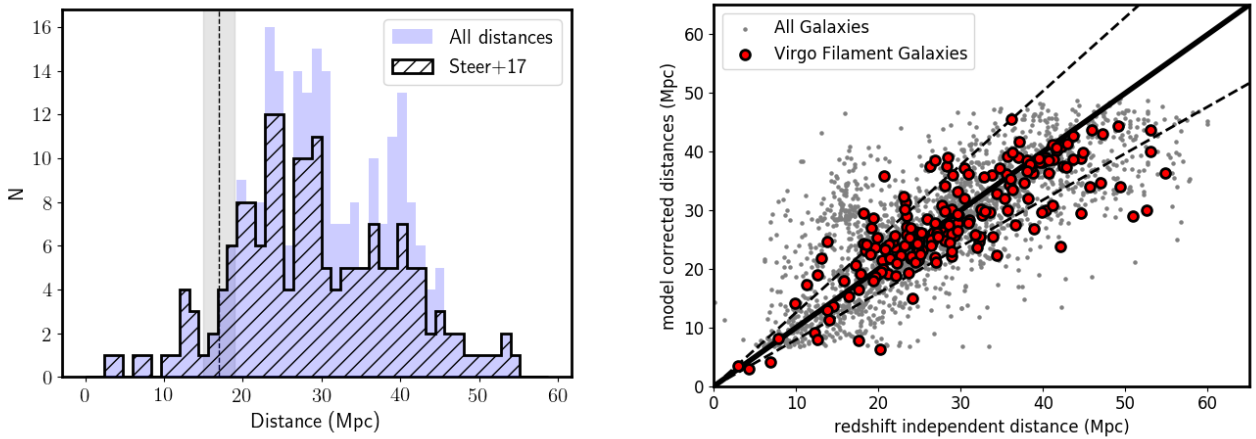 All distances
Steer+17
N
16
14
12
10
8
6
4
2
0
0 10 20 30 40 50 60
Distance (Mpc)
All Galaxies
Virgo Filament Galaxies
model corrected distances (Mpc)
60
50
40
30
20
10
0
0 10 20 30 40 50 60
redshift independent distance (Mpc)